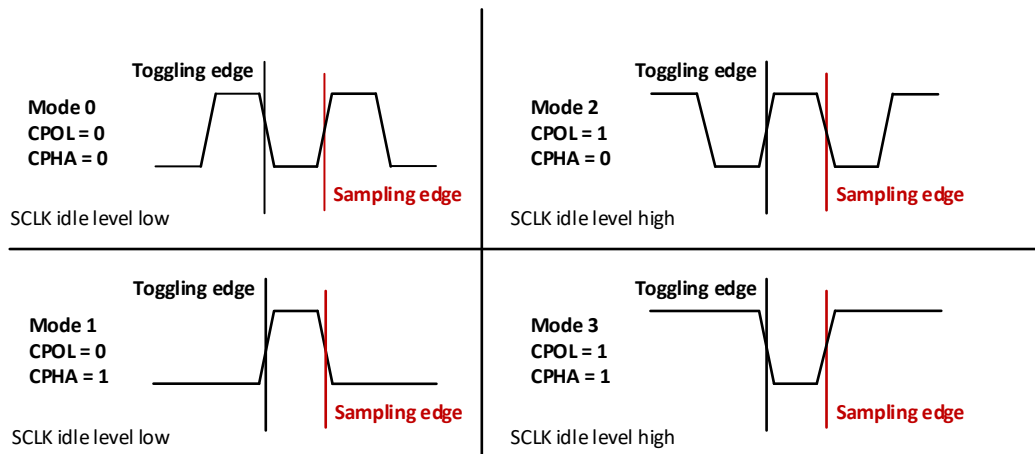 Toggling edge
Mode 0
CPOL = 0
CPHA = 0
Sampling edge
SCLK idle level low
Toggling edge
Mode 2
CPOL = 1
CPHA = 0
Sampling edge
SCLK idle level high
Toggling edge
Mode 1
CPOL = 0
CPHA = 1
Sampling edge
SCLK idle level low
Toggling edge
Mode 3
CPOL = 1
CPHA = 1
Sampling edge
SCLK idle level high